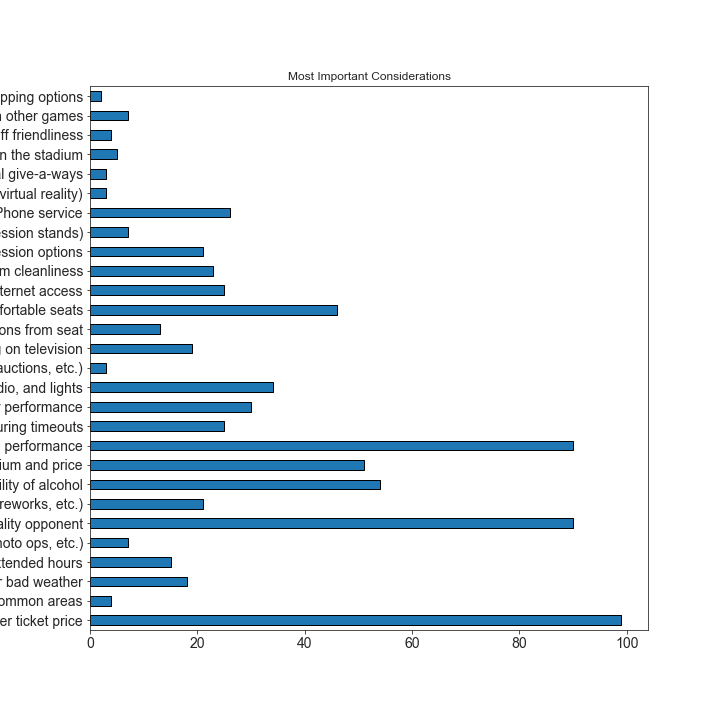 Most Important Considerations
pping options
other games
ff friendliness
n the stadium
al give-a-ways
virtual reality)
Phone service
ession stands)
ession options
m cleanliness
ternet access
fortable seats
ons from seat
g on television
auctions, etc.)
dio, and lights
performance
uring timeouts
performance
ium and price
ility of alcohol
reworks, etc.)
ality opponent
oto ops, etc.)
tended hours
r bad weather
ommon areas
er ticket price
0 20 40 60 80 100